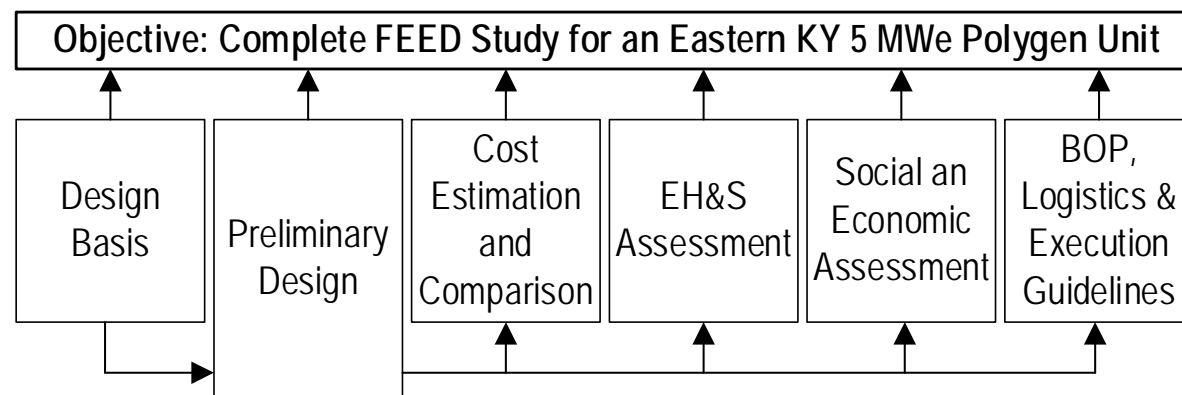 Objective: Complete FEED Study for an Eastern KY 5 MWe Polygen Unit
Design
Basis
Preliminary
Design
Cost
Estimation
and
Comparison
EH&S
Assessment
Social an
Economic
Assessment
BOP,
Logistics &
Execution
Guidelines